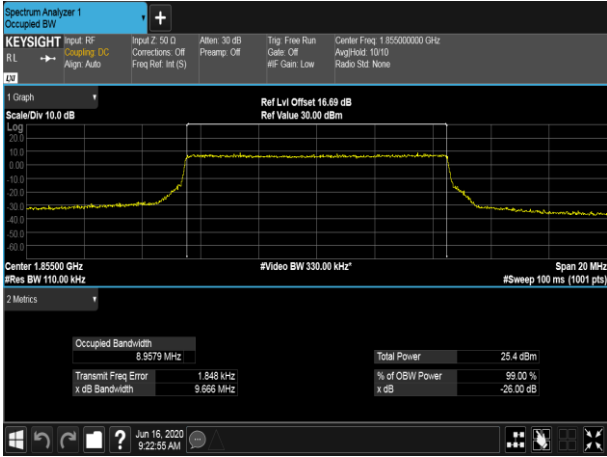 Spectrum Analyzer 1
Occupied BW
KEYSIGHT
RL
LXI
Input: RF
Coupling: DC
Align: Auto
Input Z: 50 Ω
Corrections: Off
Freq Ref: Int (S)
Atten: 30 dB
Preamp: Off
Trig: Free Run
Gate: Off
#IF Gain: Low
Center Freq: 1.855000000 GHz
Avg|Hold: 10/10
Radio Std: None
1 Graph
Scale/Div 10.0 dB
Ref Lvl Offset 16.69 dB
Ref Value 30.00 dBm
Log
20.0
10.0
0.00
-10.0
-20.0
-30.0
-40.0
-50.0
-60.0
Center 1.85500 GHz
#Video BW 330.00 kHz*
Span 20 MHz
#Res BW 110.00 kHz
#Sweep 100 ms (1001 pts)
2 Metrics
Occupied Bandwidth
8.9579 MHz
Transmit Freq Error 1.848 kHz
x dB Bandwidth 9.666 MHz
Total Power 25.4 dBm
% of OBW Power 99.00 %
x dB -26.00 dB
?
Jun 16, 2020
9:22:55 AM